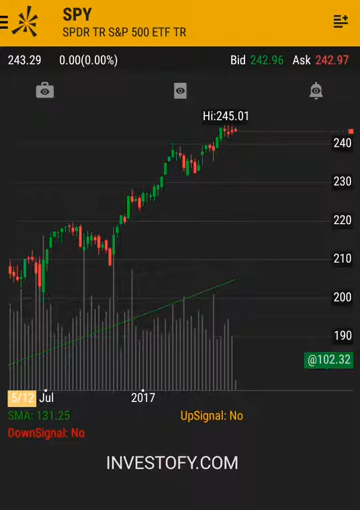 SPY
SPDR TR S&P 500 ETF TR
243.29 0.00(0.00%) Bid 242.96 Ask 242.97
Hi:245.01
240
230
220
210
200
190
@102.32
5/12 Jul 2017
SMA: 131.25 UpSignal: No
DownSignal: No
INVESTOFY.COM